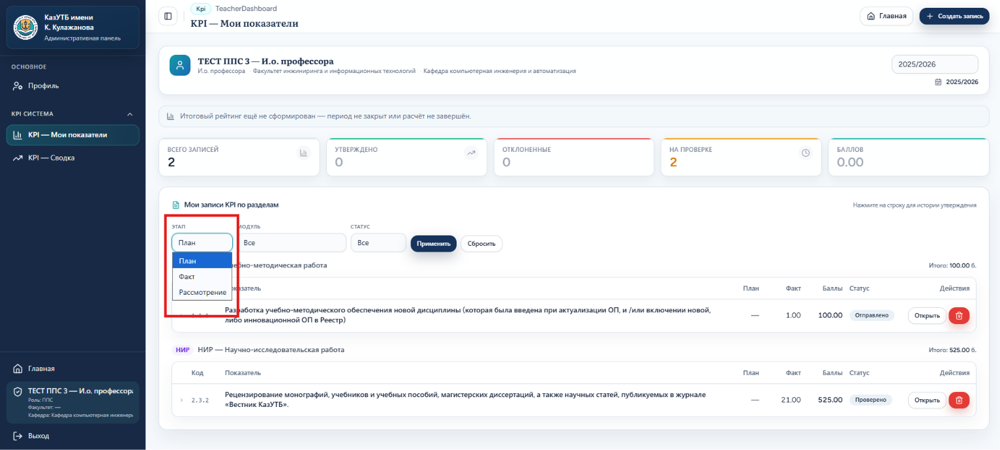 КазУТБ имени
К. Кулажанова
Административная панель
ОСНОВНОЕ
Профиль
KPI СИСТЕМА
KPI — Мои показатели
KPI — Сводка
Главная
ТЕСТ ППС 3 — И.о. профессора
Роль: ППС
Факультет: —
Кафедра: Кафедра компьютерная инженери
Выход
Kpi TeacherDashboard
KPI — Мои показатели
Главная
+ Создать запись
ТЕСТ ППС 3 — И.о. профессора
И.о. профессора · Факультет инжиниринга и информационных технологий · Кафедра компьютерная инженерия и автоматизация
2025/2026
2025/2026
Итоговый рейтинг ещё не сформирован — период не закрыт или расчёт не завершён.
ВСЕГО ЗАПИСЕЙ
2
УТВЕРЖДЕНО
0
ОТКЛОНЕННЫЕ
0
НА ПРОВЕРКЕ
2
БАЛЛОВ
0.00
Мои записи KPI по разделам
Нажмите на строку для истории утверждения
ЭТАП ОДУЛЬ СТАТУС
План Все Все Применить Сбросить
План
Факт
Рассмотрение
ебно-методическая работа Итого: 100.00 б.
казатель План Факт Баллы Статус Действия
Разработка учебно-методического обеспечения новой дисциплины (которая была введена при актуализации ОП, и /или включении новой,
либо инновационной ОП в Реестр)
— 1.00 100.00 Отправлено Открыть
НИР НИР — Научно-исследовательская работа Итого: 525.00 б.
Код Показатель План Факт Баллы Статус Действия
2.3.2 Рецензирование монографий, учебников и учебных пособий, магистерских диссертаций, а также научных статей, публикуемых в журнале
«Вестник КазУТБ».
— 21.00 525.00 Проверено Открыть